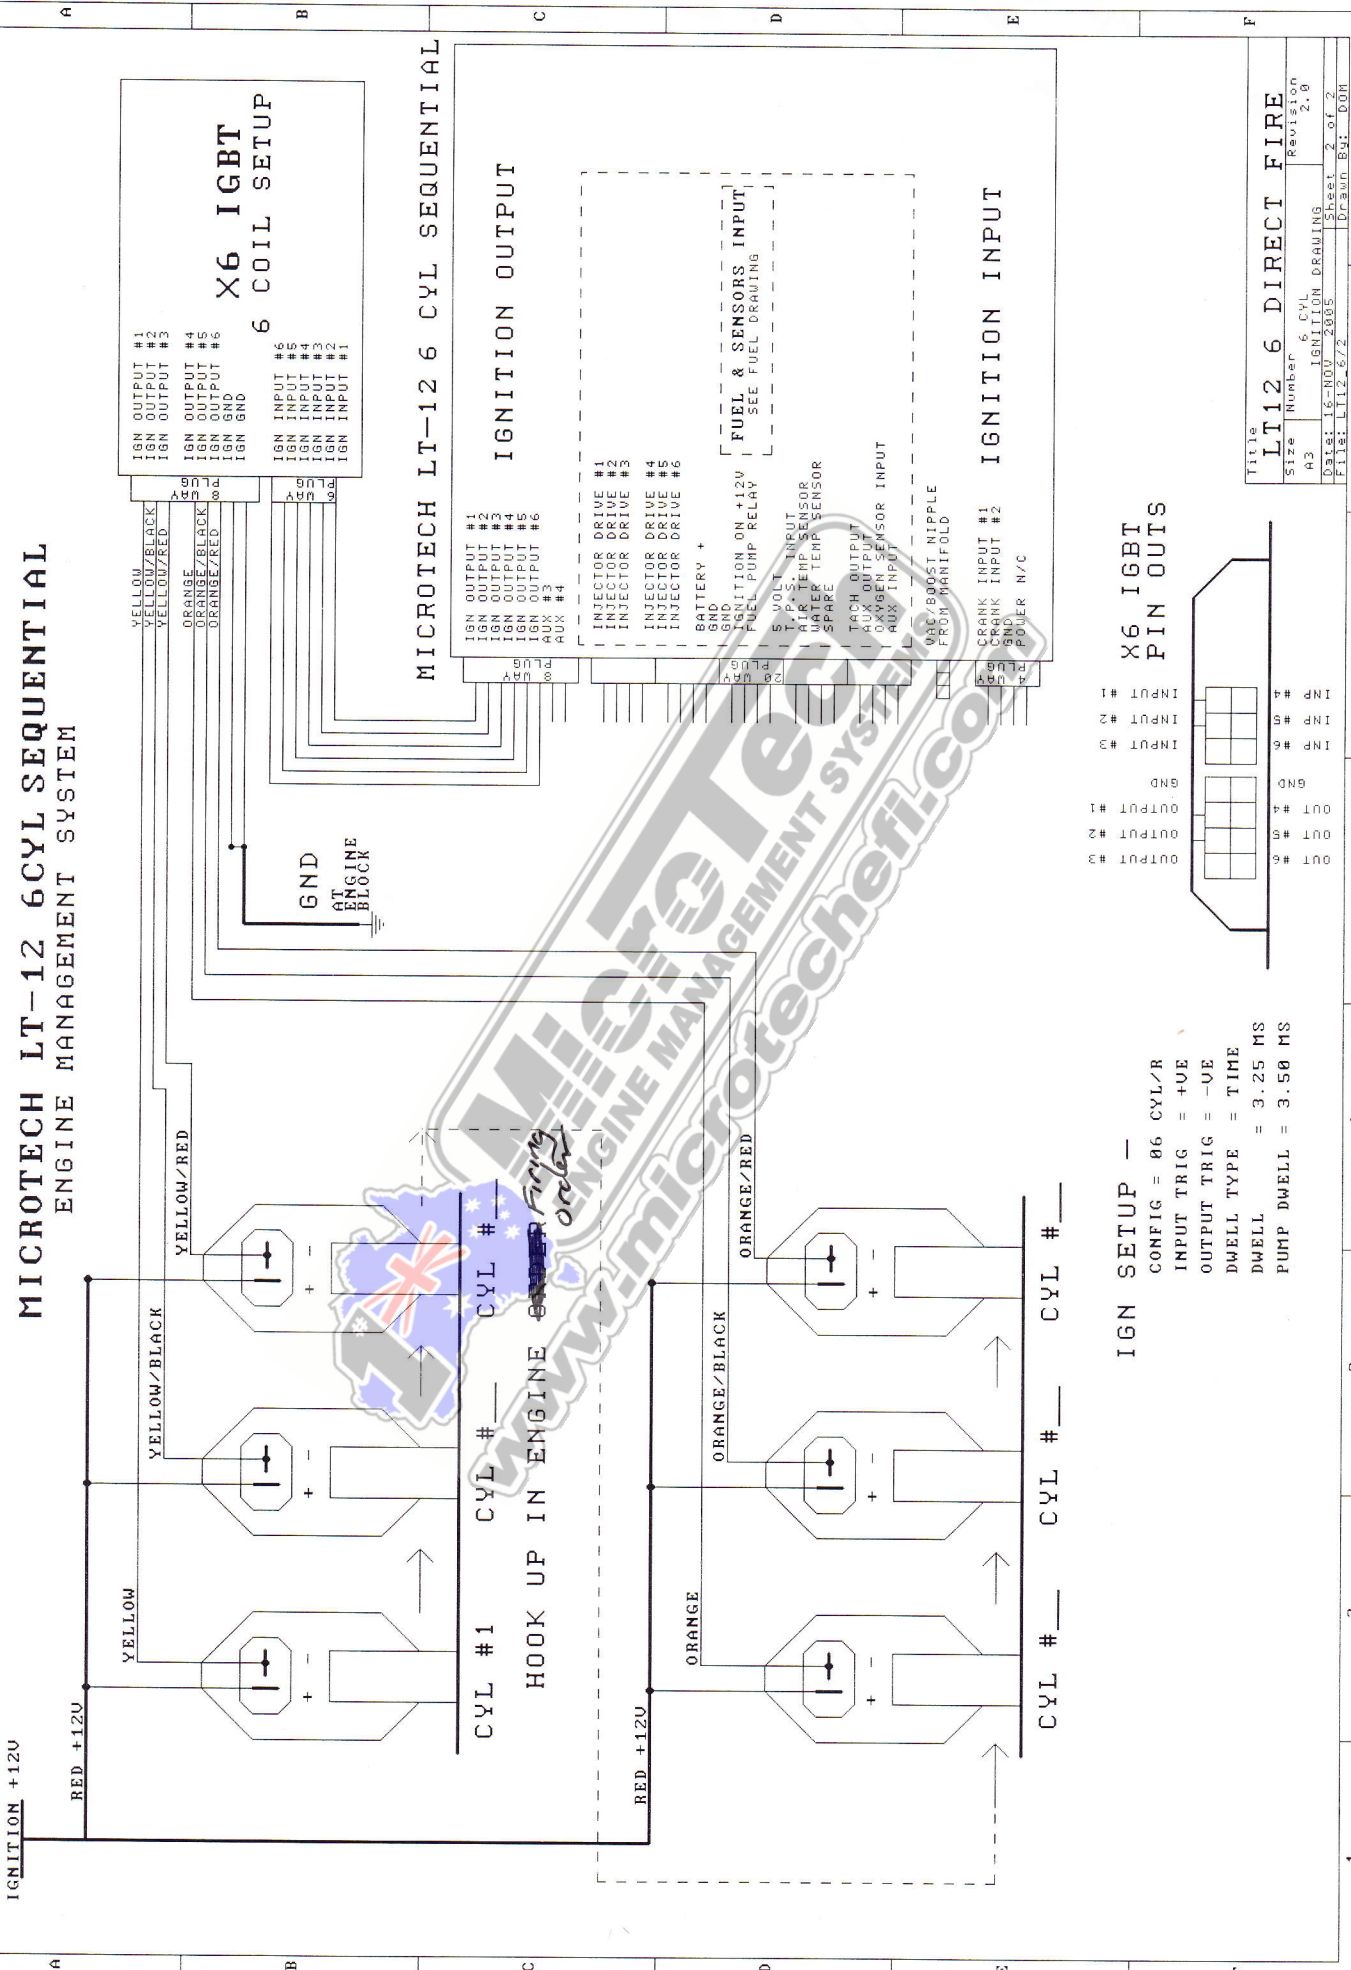 MICROTECH LT-12 6CYL SEQUENTIAL
ENGINE MANAGEMENT SYSTEM
IGNITION +12V
RED +12V
YELLOW
YELLOW/BLACK
YELLOW/RED
YELLOW
YELLOW/BLACK
YELLOW/RED
ORANGE
ORANGE/BLACK
ORANGE/RED
8 WAY
PLUG
6 WAY
PLUG
IGN OUTPUT #1
IGN OUTPUT #2
IGN OUTPUT #3
IGN OUTPUT #4
IGN OUTPUT #5
IGN OUTPUT #6
IGN GND
IGN GND
IGN INPUT #6
IGN INPUT #5
IGN INPUT #4
IGN INPUT #3
IGN INPUT #2
IGN INPUT #1
X6 IGBT
6 COIL SETUP
+ -
+ -
+ -
GND
AT
ENGINE
BLOCK
CYL #1
CYL #__
CYL #__
HOOK UP IN ENGINE
Firing
order
MICROTECH LT-12 6 CYL SEQUENTIAL
8 WAY
PLUG
IGN OUTPUT #1
IGN OUTPUT #2
IGN OUTPUT #3
IGN OUTPUT #4
IGN OUTPUT #5
IGN OUTPUT #6
AUX #3
AUX #4
IGNITION OUTPUT
INJECTOR DRIVE #1
INJECTOR DRIVE #2
INJECTOR DRIVE #3
INJECTOR DRIVE #4
INJECTOR DRIVE #5
INJECTOR DRIVE #6
BATTERY +
GND
GND
IGNITION ON +12V
FUEL PUMP RELAY
20 WAY
PLUG
5 VOLT
T.P.S. INPUT
AIR TEMP SENSOR
WATER TEMP SENSOR
SPARE
TACH OUTPUT
AUX OUTPUT
OXYGEN SENSOR INPUT
AUX INPUT
FUEL & SENSORS INPUT
SEE FUEL DRAWING
VAC/BOOST NIPPLE
FROM MANIFOLD
4 WAY
PLUG
CRANK INPUT #1
CRANK INPUT #2
GND
POWER N/C
IGNITION INPUT
RED +12V
ORANGE
ORANGE/BLACK
ORANGE/RED
+ -
+ -
+ -
CYL #__
CYL #__
CYL #__
#1
MicroTech
ENGINE MANAGEMENT SYSTEMS
www.microtechefi.com
IGN SETUP —
CONFIG = 06 CYL/R
INPUT TRIG = +VE
OUTPUT TRIG = -VE
DWELL TYPE = TIME
DWELL = 3.25 MS
PUMP DWELL = 3.50 MS
X6 IGBT
PIN OUTS
OUTPUT #3
OUTPUT #2
OUTPUT #1
GND
INPUT #3
INPUT #2
INPUT #1
OUT #6
OUT #5
OUT #4
GND
INP #6
INP #5
INP #4
Title
LT12 6 DIRECT FIRE
Size
A3
Number
6 CYL
IGNITION DRAWING
Revision
2.0
Date: 16-NOV 2005
Sheet 2 of 2
File: LT12_6/2
Drawn By: DOM
A
B
C
D
E
F